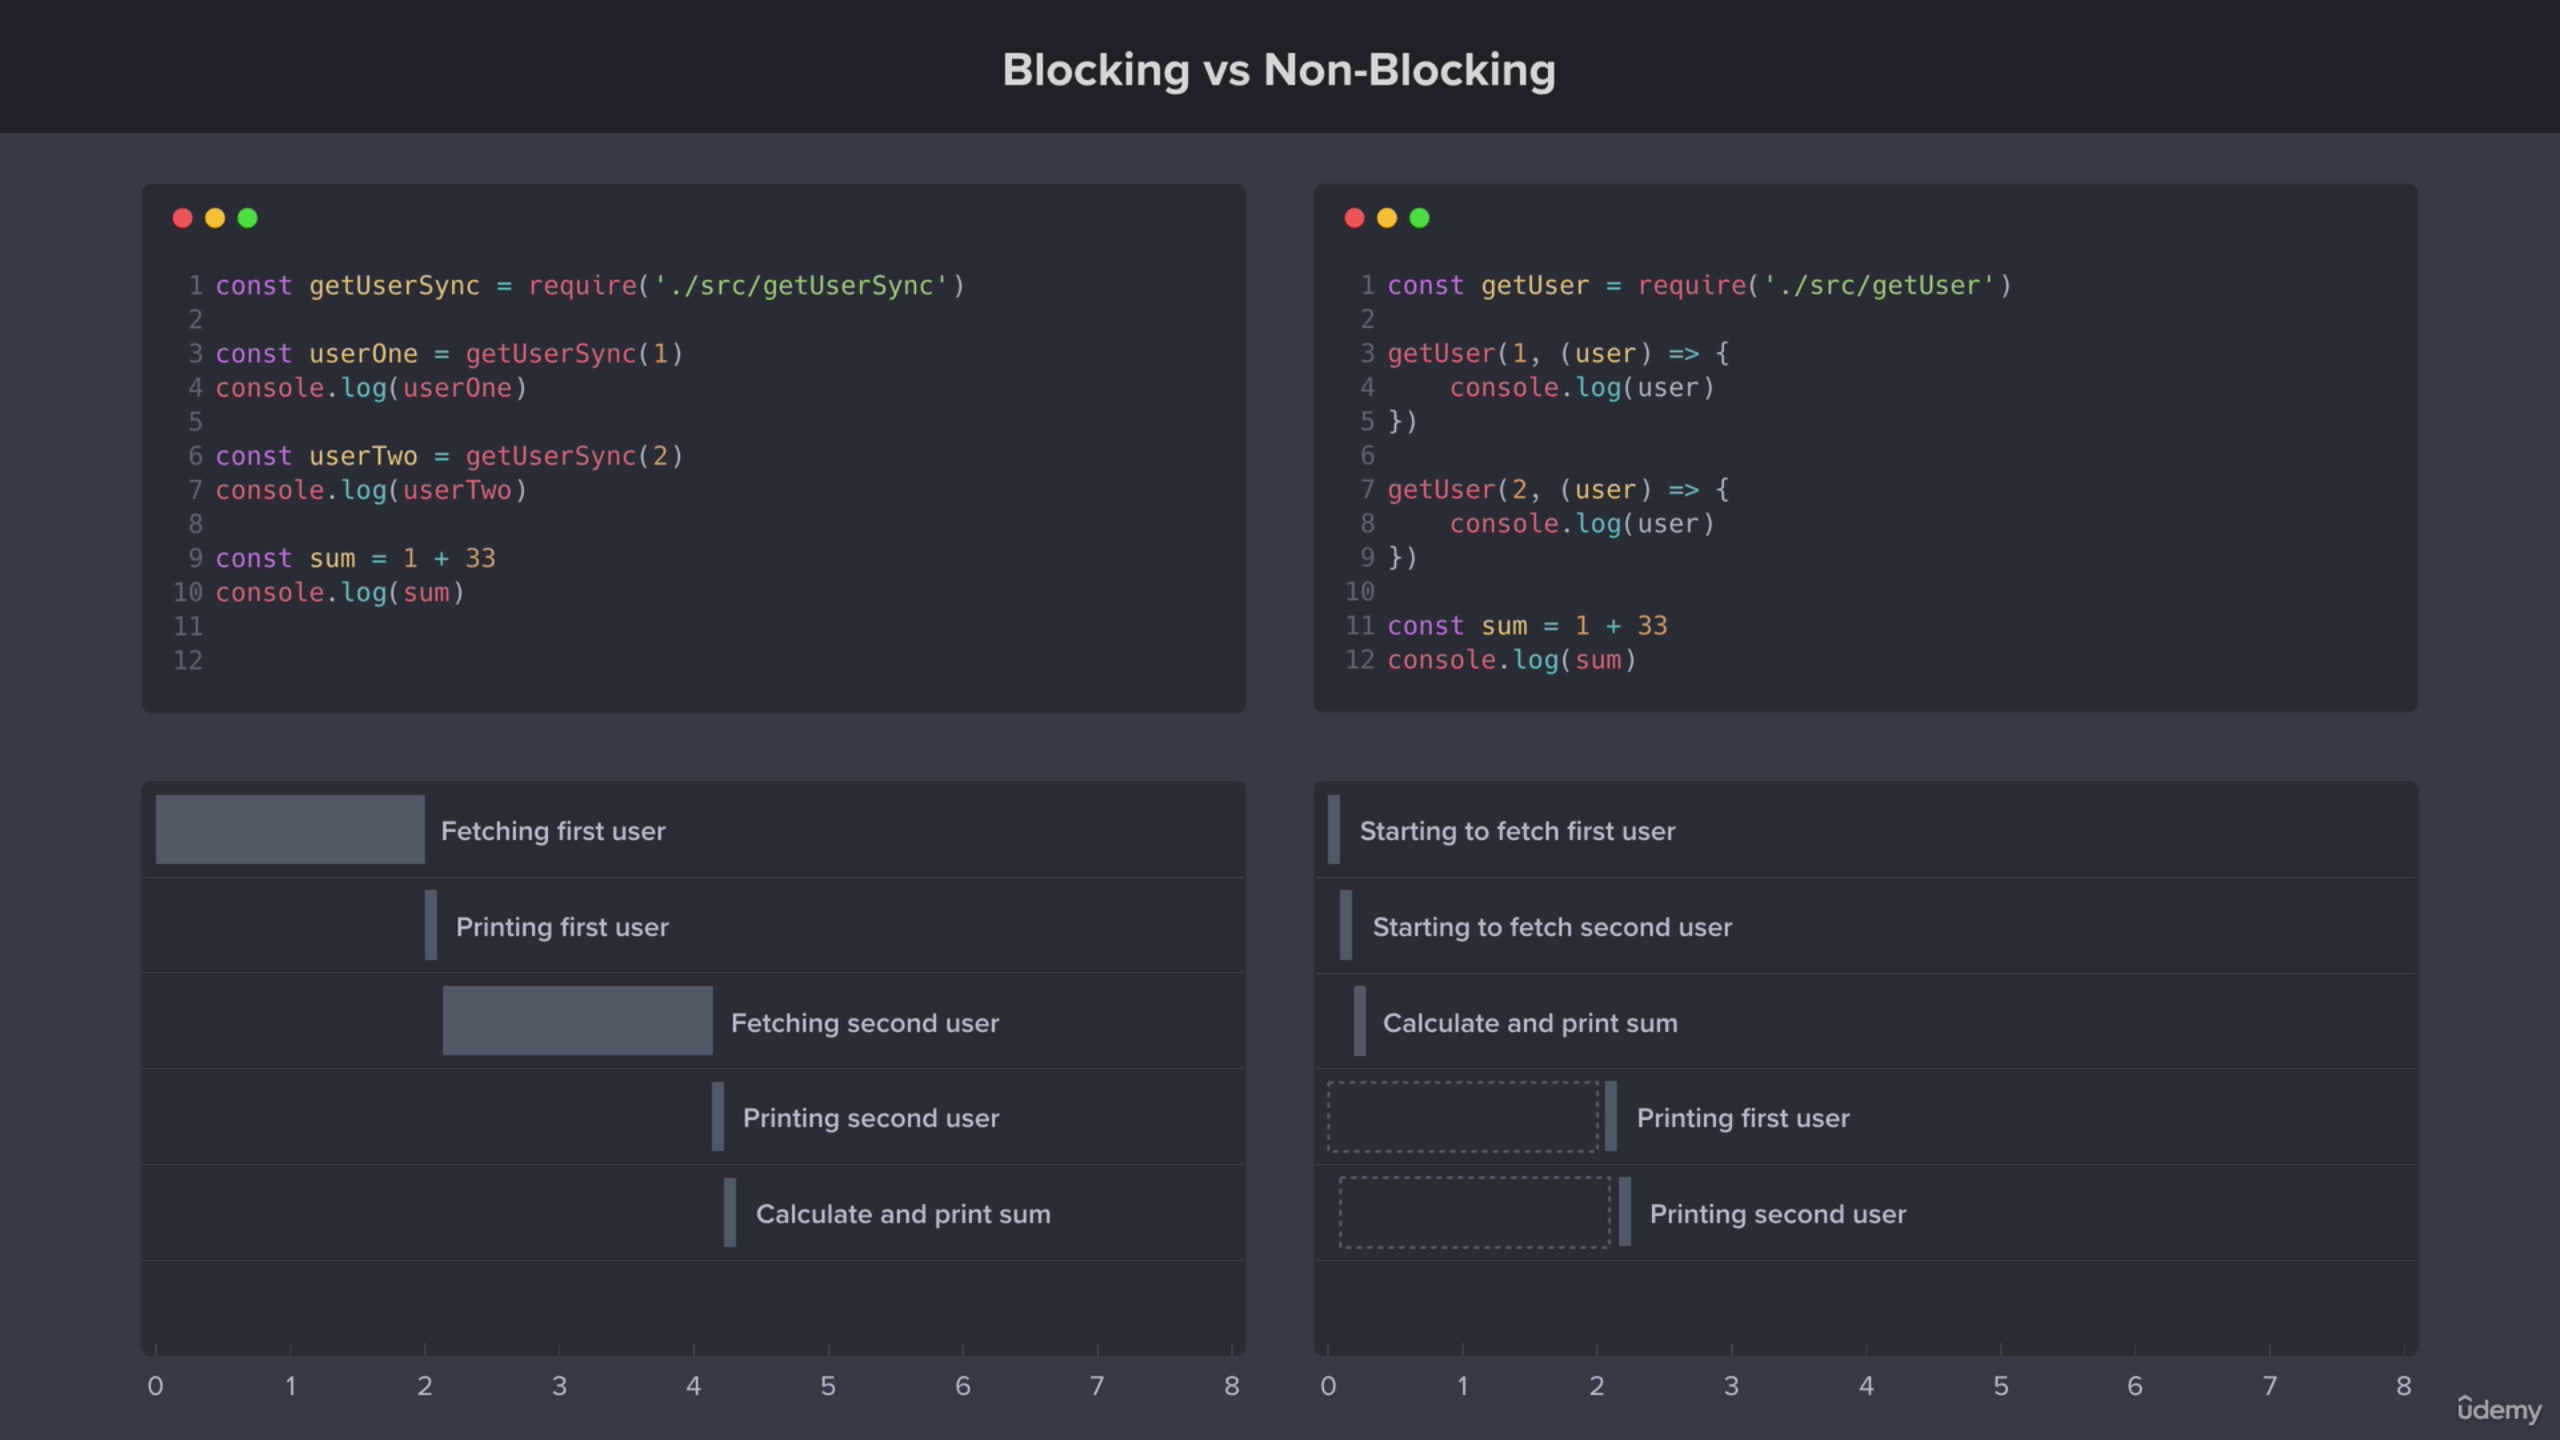 Blocking vs Non-Blocking
1 const getUserSync = require('./src/getUserSync')
2
3 const userOne = getUserSync(1)
4 console.log(userOne)
5
6 const userTwo = getUserSync(2)
7 console.log(userTwo)
8
9 const sum = 1 + 33
10 console.log(sum)
11
12
1 const getUser = require('./src/getUser')
2
3 getUser(1, (user) => {
4     console.log(user)
5 })
6
7 getUser(2, (user) => {
8     console.log(user)
9 })
10
11 const sum = 1 + 33
12 console.log(sum)
Fetching first user
Printing first user
Fetching second user
Printing second user
Calculate and print sum
0 1 2 3 4 5 6 7 8
Starting to fetch first user
Starting to fetch second user
Calculate and print sum
Printing first user
Printing second user
0 1 2 3 4 5 6 7 8
ûdemy